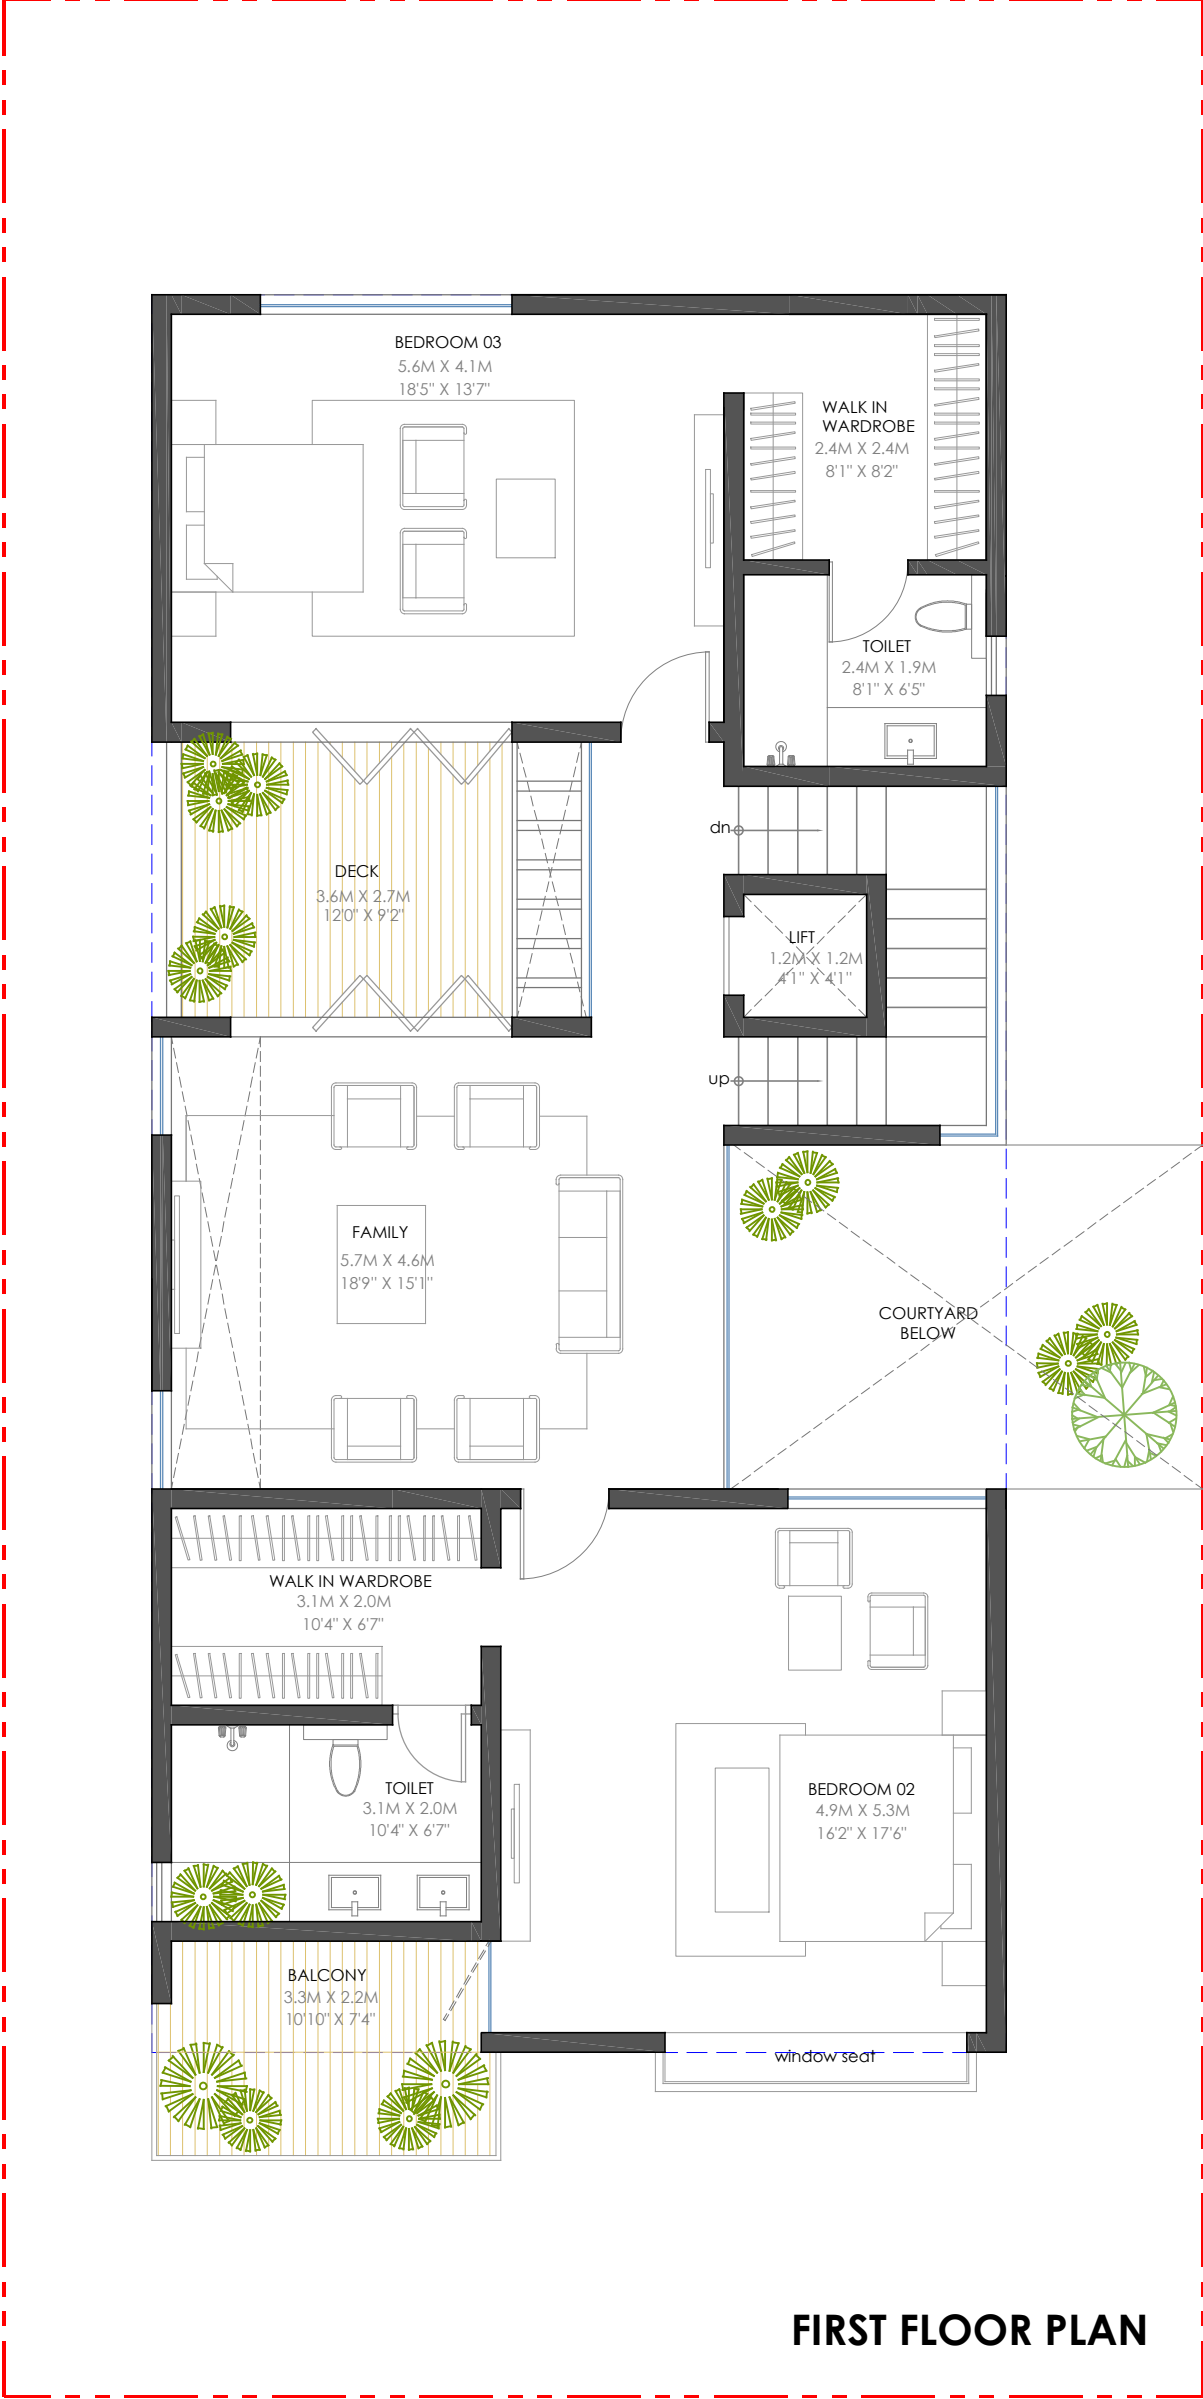 BEDROOM 03
5.6M X 4.1M
18'5" X 13'7"
WALK IN
WARDROBE
2.4M X 2.4M
8'1" X 8'2"
TOILET
2.4M X 1.9M
8'1" X 6'5"
dn
DECK
3.6M X 2.7M
12'0" X 9'2"
LIFT
1.2M X 1.2M
4'1" X 4'1"
up
FAMILY
5.7M X 4.6M
18'9" X 15'1"
COURTYARD
BELOW
WALK IN WARDROBE
3.1M X 2.0M
10'4" X 6'7"
TOILET
3.1M X 2.0M
10'4" X 6'7"
BEDROOM 02
4.9M X 5.3M
16'2" X 17'6"
BALCONY
3.3M X 2.2M
10'10" X 7'4"
window seat
FIRST FLOOR PLAN